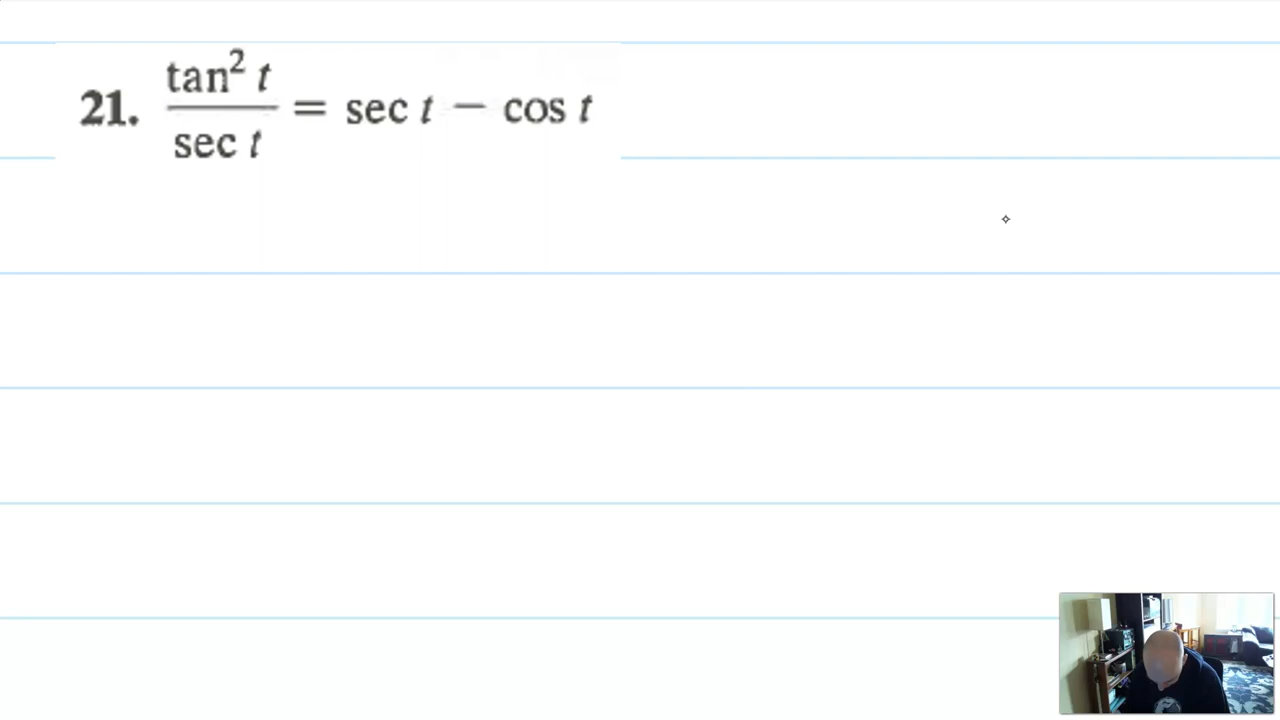 21. tan² t / sec t = sec t − cos t